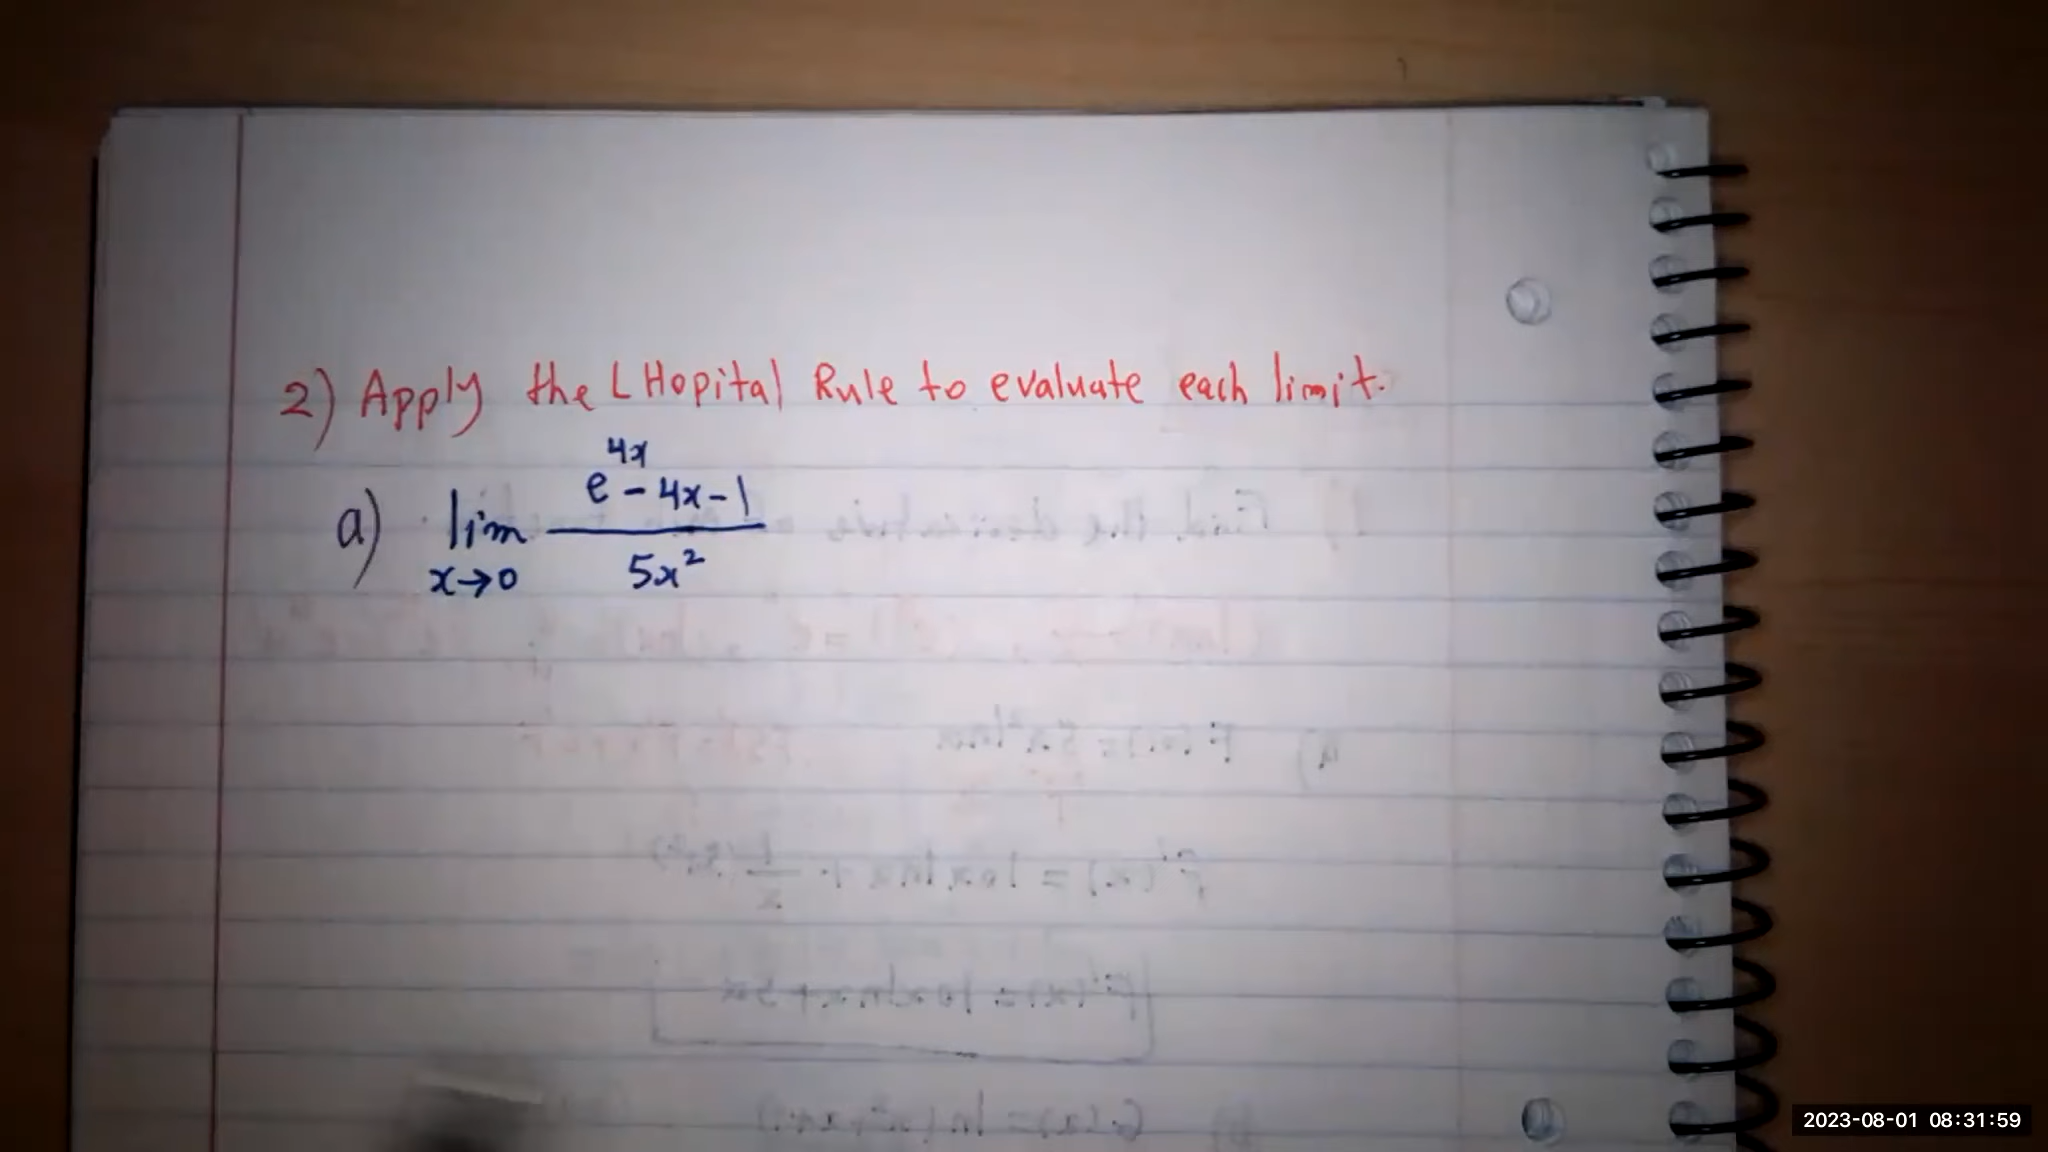 2) Apply the L Hopital Rule to evaluate each limit.
a) lim x→0 (e^4x - 4x - 1) / 5x²
2023-08-01 08:31:59